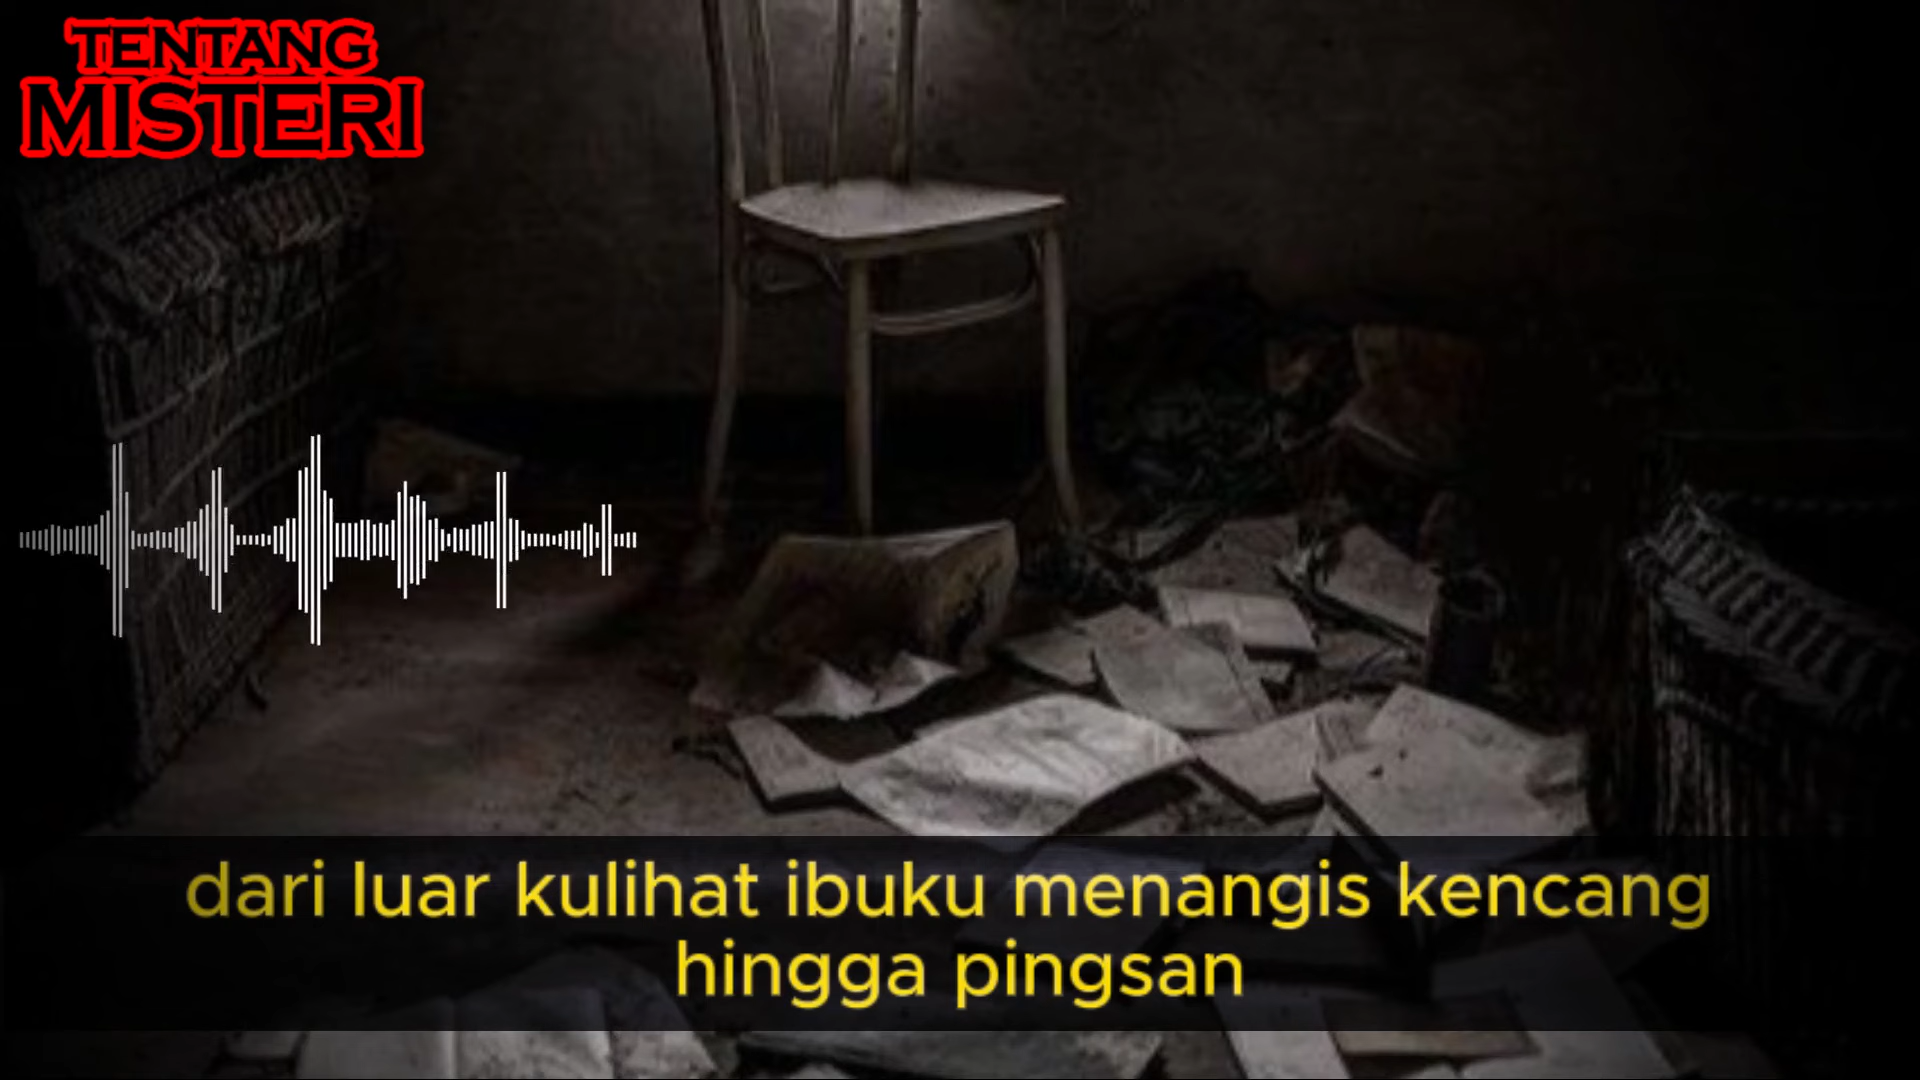 TENTANG
MISTERI
dari luar kulihat ibuku menangis kencang
hingga pingsan